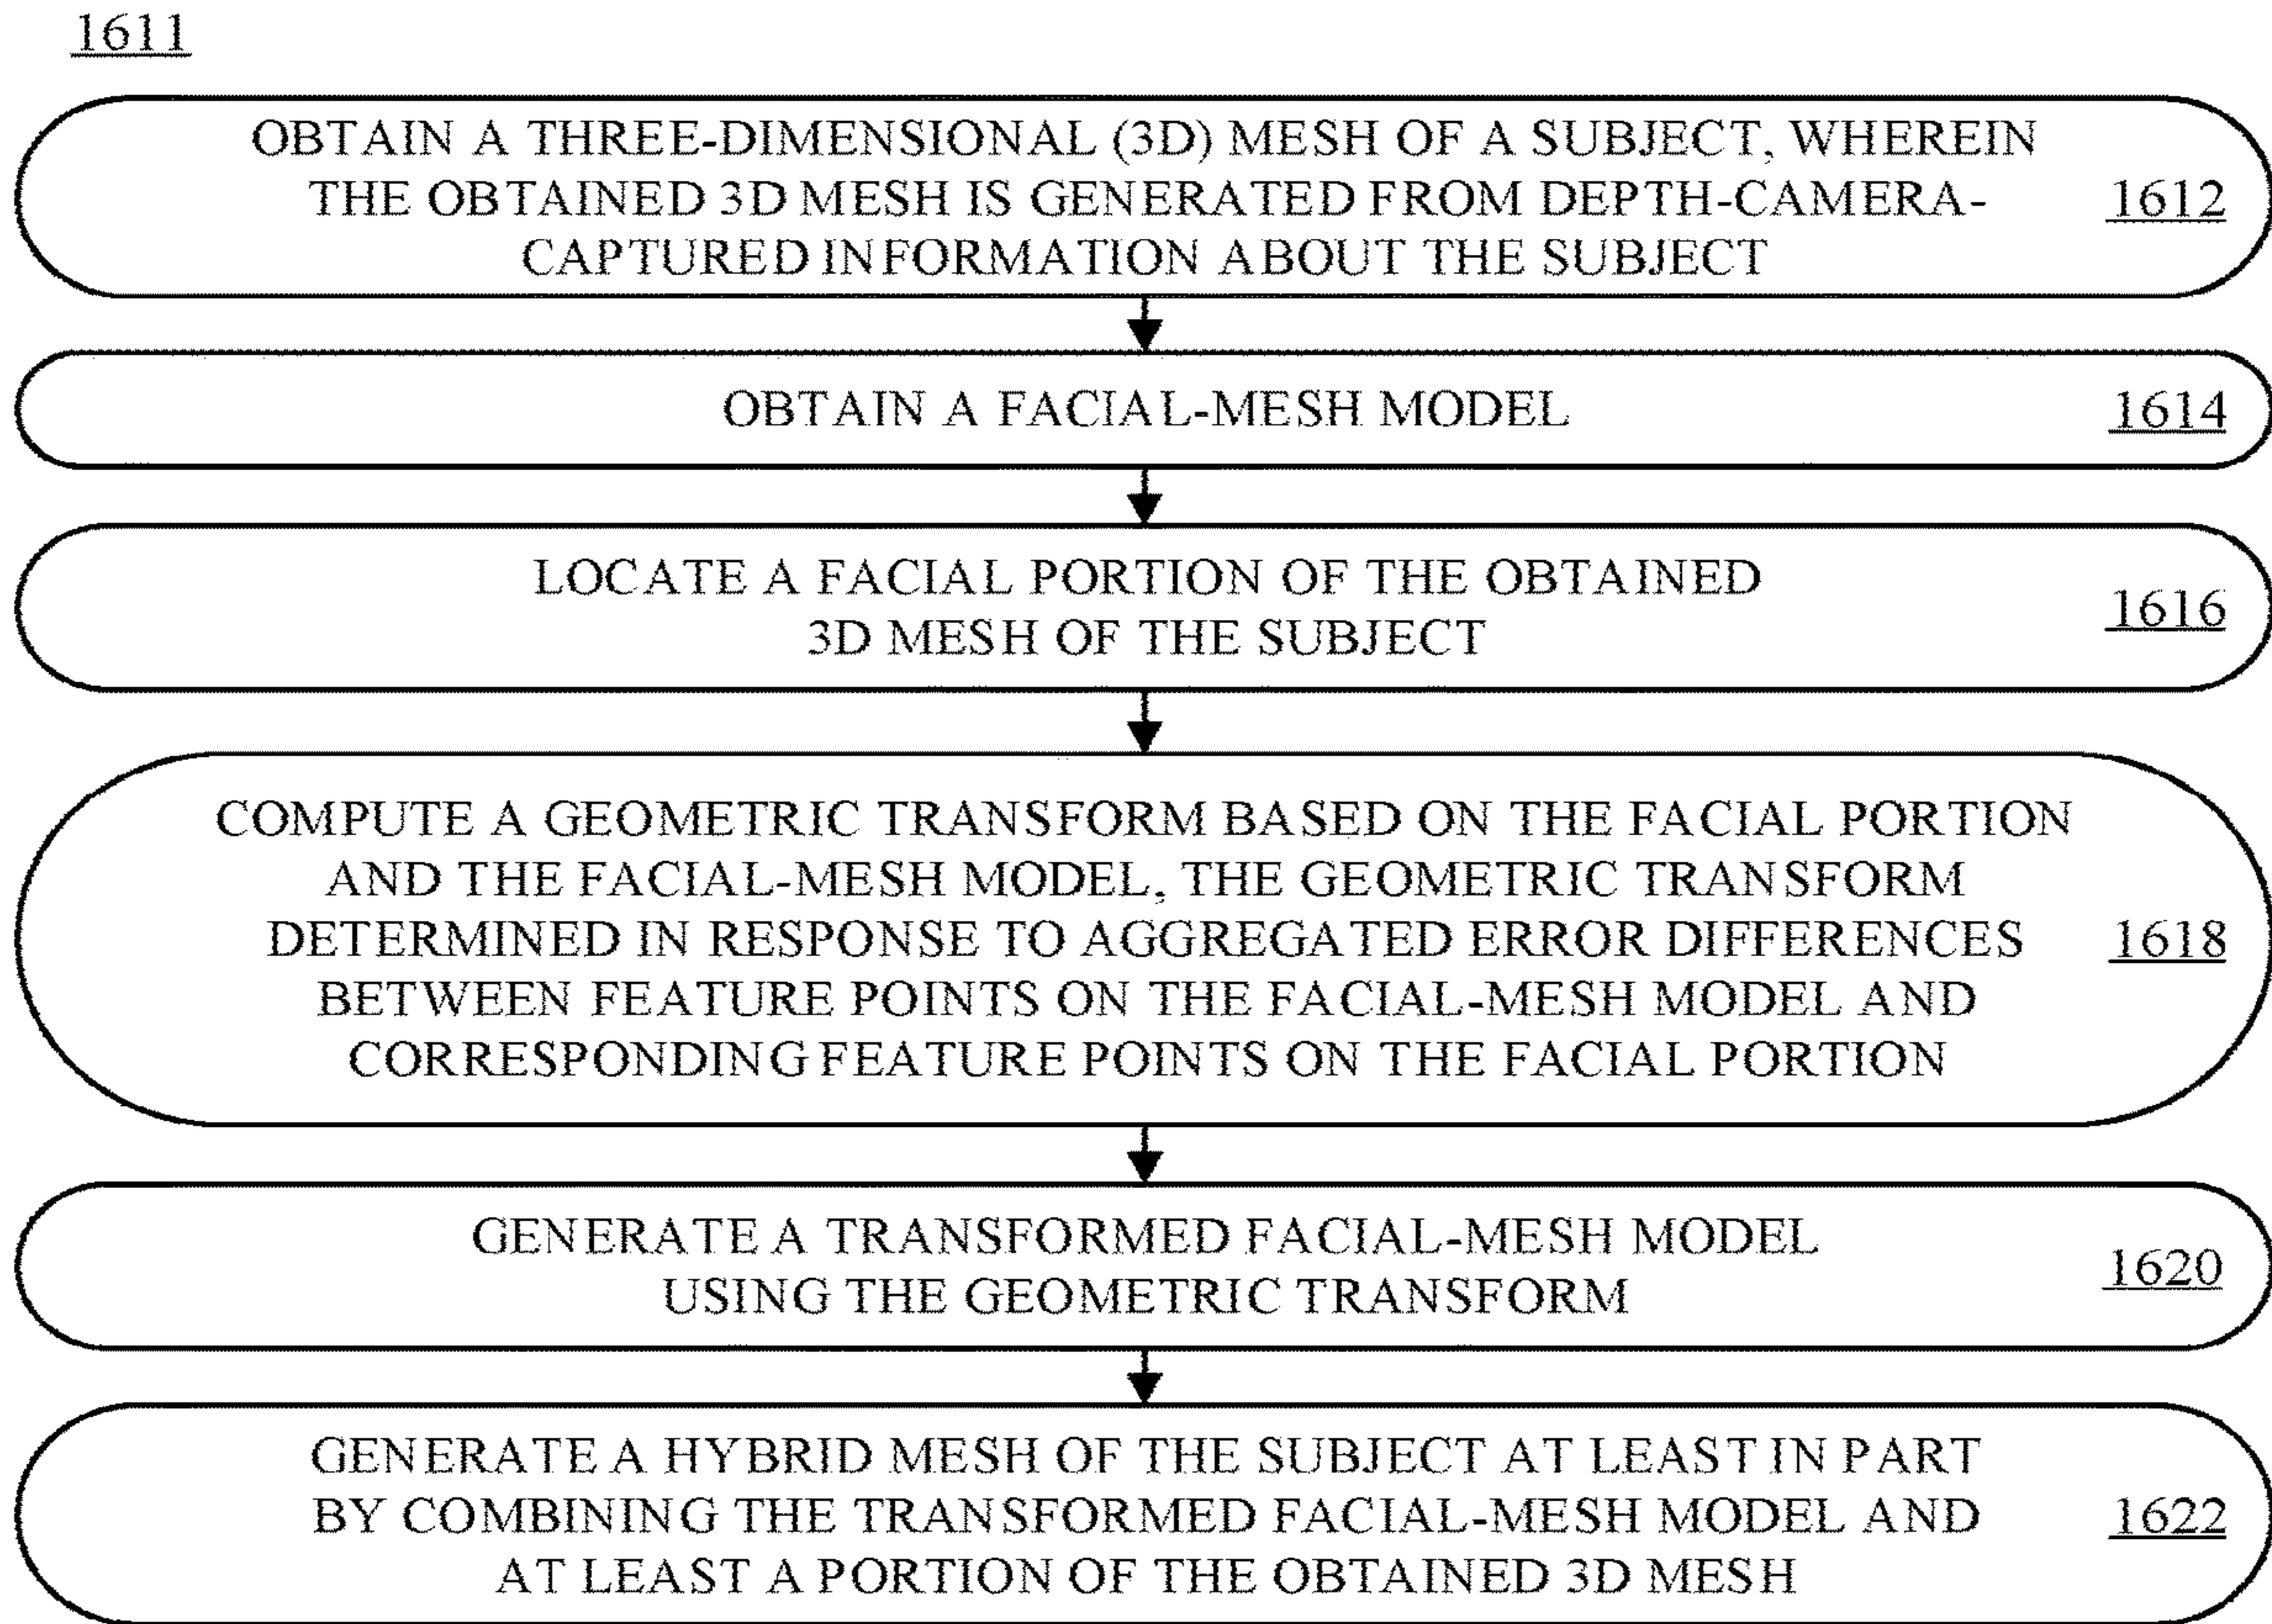 1611
OBTAIN A THREE-DIMENSIONAL (3D) MESH OF A SUBJECT, WHEREIN
THE OBTAINED 3D MESH IS GENERATED FROM DEPTH-CAMERA-
CAPTURED INFORMATION ABOUT THE SUBJECT
1612
OBTAIN A FACIAL-MESH MODEL
1614
LOCATE A FACIAL PORTION OF THE OBTAINED
3D MESH OF THE SUBJECT
1616
COMPUTE A GEOMETRIC TRANSFORM BASED ON THE FACIAL PORTION
AND THE FACIAL-MESH MODEL, THE GEOMETRIC TRANSFORM
DETERMINED IN RESPONSE TO AGGREGATED ERROR DIFFERENCES
BETWEEN FEATURE POINTS ON THE FACIAL-MESH MODEL AND
CORRESPONDING FEATURE POINTS ON THE FACIAL PORTION
1618
GENERATE A TRANSFORMED FACIAL-MESH MODEL
USING THE GEOMETRIC TRANSFORM
1620
GENERATE A HYBRID MESH OF THE SUBJECT AT LEAST IN PART
BY COMBINING THE TRANSFORMED FACIAL-MESH MODEL AND
AT LEAST A PORTION OF THE OBTAINED 3D MESH
1622